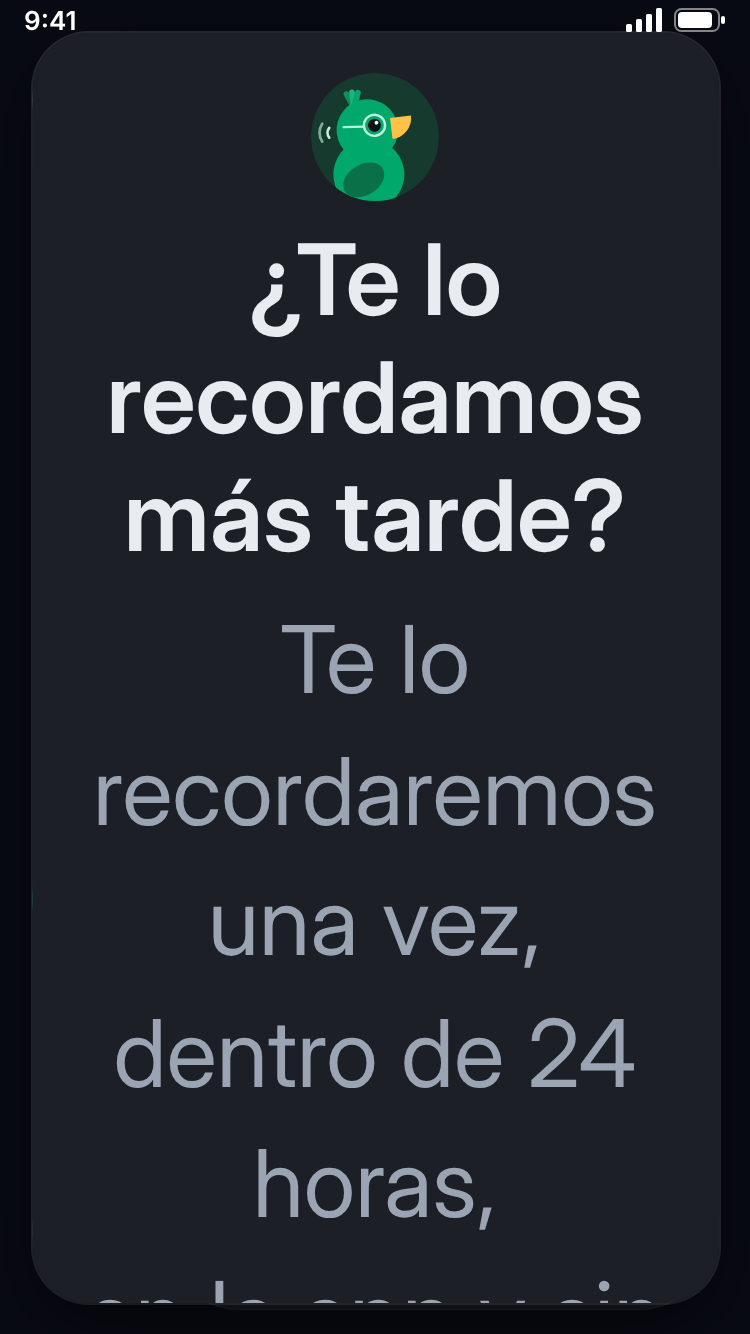 9:41
¿Te lo
recordamos
más tarde?
Te lo
recordaremos
una vez,
dentro de 24
horas,